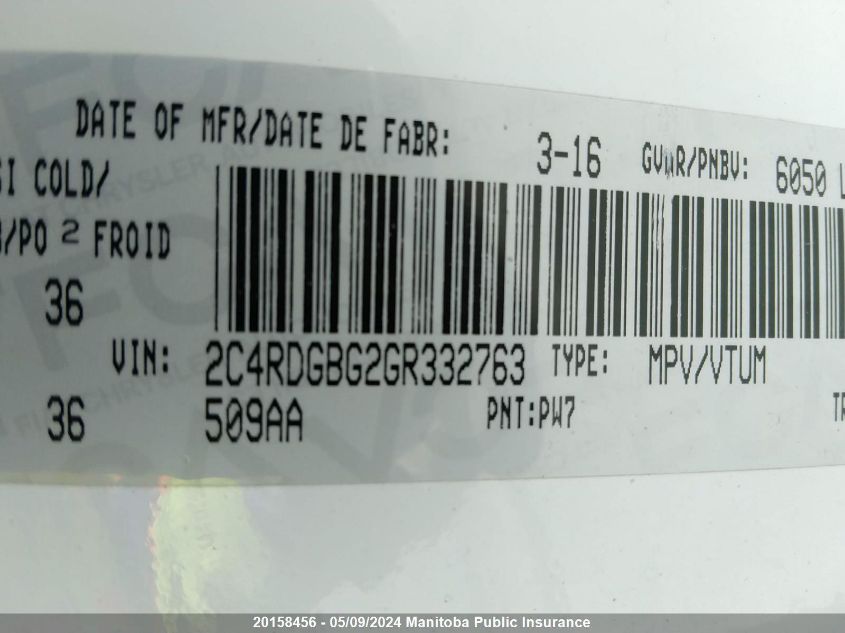 DATE OF MFR/DATE DE FABR: 3-16 GVWR/PNBV: 6050 L
SI COLD/
/PO 2 FROID
36
VIN: 2C4RDGBG2GR332763 TYPE: MPV/VTUM
36 509AA PNT:PW7 TR
20158456 - 05/09/2024 Manitoba Public Insurance